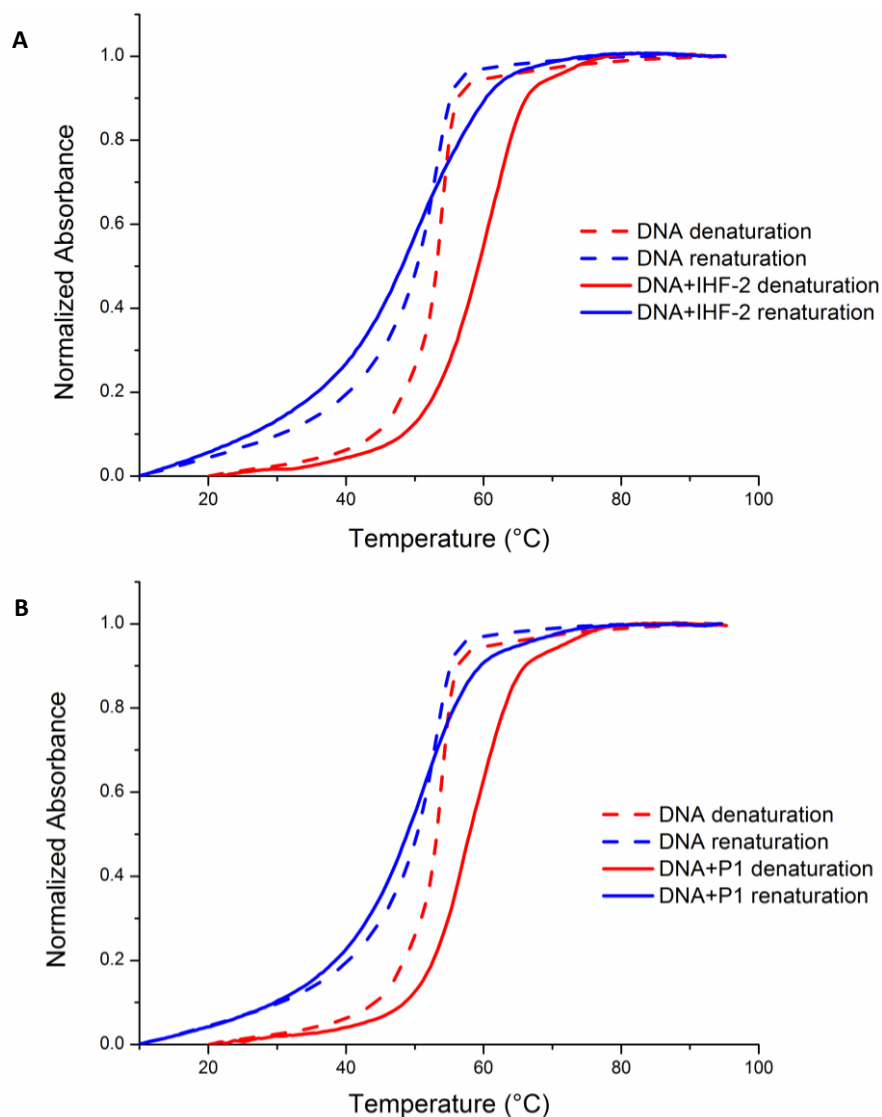 A
Normalized Absorbance
1.0
0.8
0.6
0.4
0.2
0.0
DNA denaturation
DNA renaturation
DNA+IHF-2 denaturation
DNA+IHF-2 renaturation
20 40 60 80 100
Temperature (°C)
B
Normalized Absorbance
1.0
0.8
0.6
0.4
0.2
0.0
DNA denaturation
DNA renaturation
DNA+P1 denaturation
DNA+P1 renaturation
20 40 60 80 100
Temperature (°C)